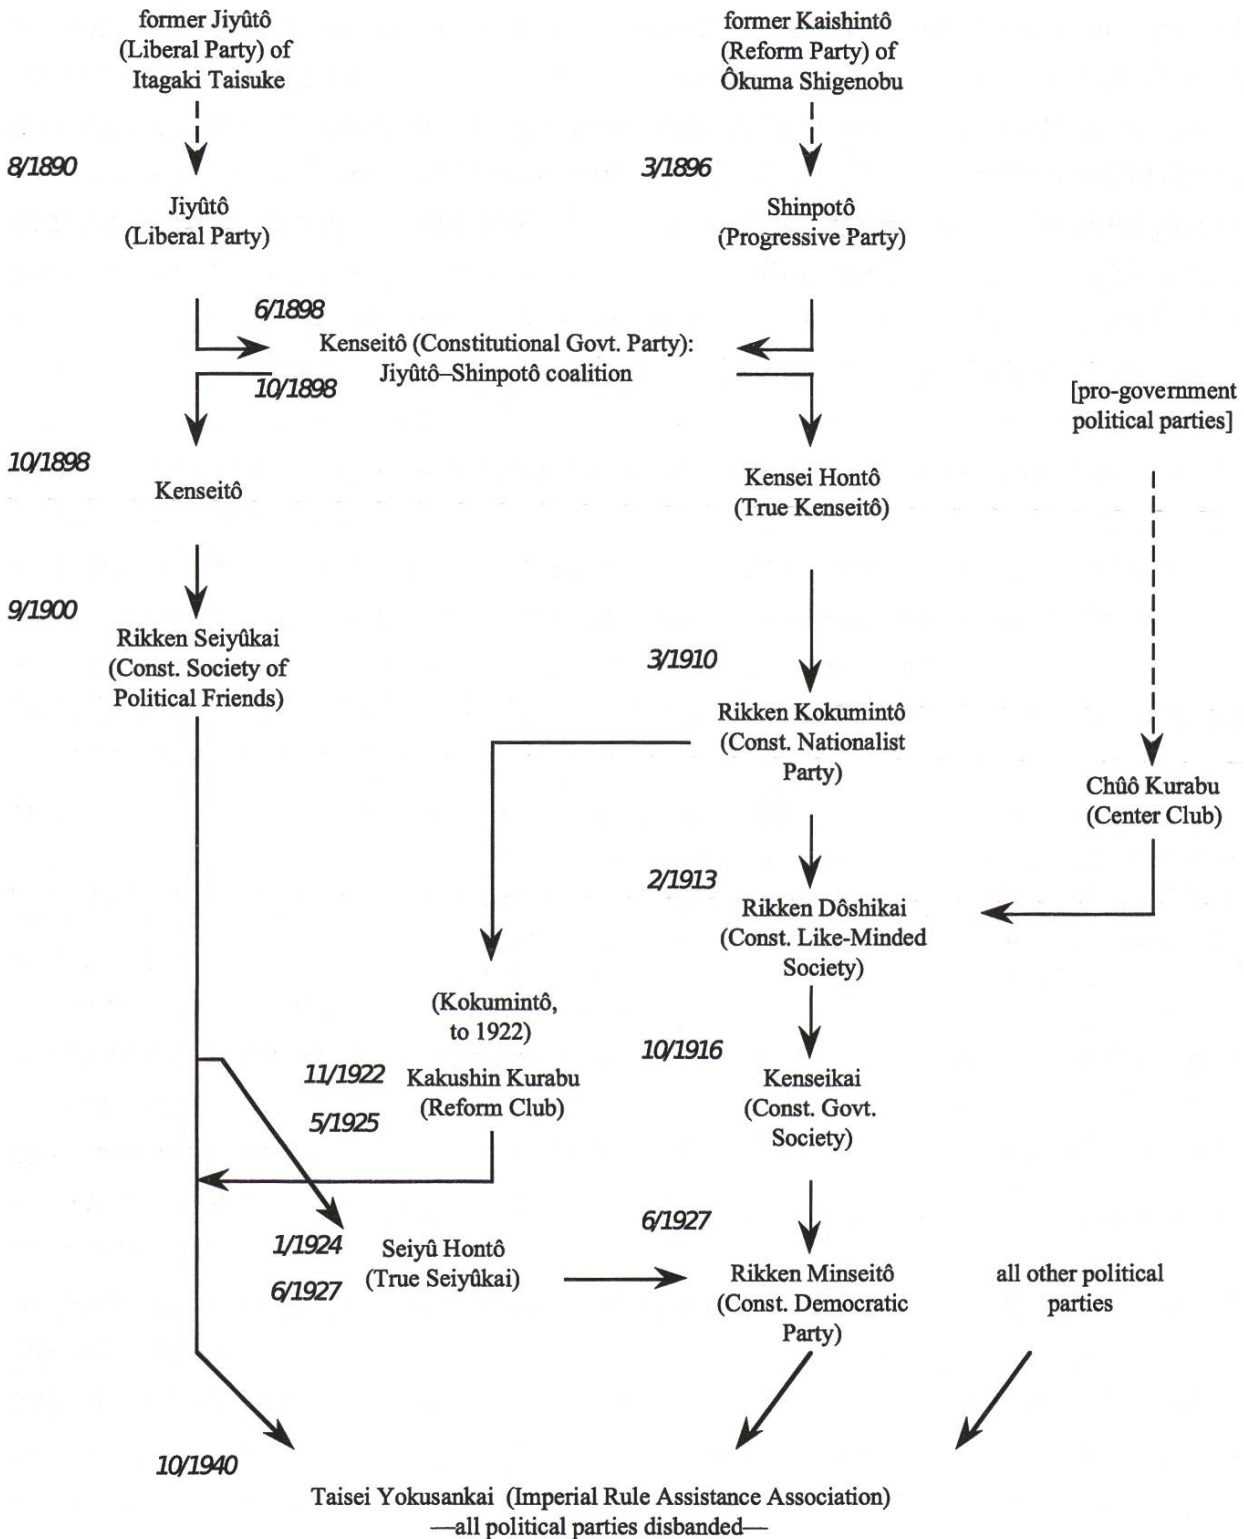 former Jiyûtô
(Liberal Party) of
Itagaki Taisuke
former Kaishintô
(Reform Party) of
Ôkuma Shigenobu
8/1890
Jiyûtô
(Liberal Party)
3/1896
Shinpotô
(Progressive Party)
6/1898
Kenseitô (Constitutional Govt. Party):
Jiyûtô–Shinpotô coalition
10/1898
[pro-government
political parties]
10/1898
Kenseitô
Kensei Hontô
(True Kenseitô)
9/1900
Rikken Seiyûkai
(Const. Society of
Political Friends)
3/1910
Rikken Kokumintô
(Const. Nationalist
Party)
Chûô Kurabu
(Center Club)
2/1913
Rikken Dôshikai
(Const. Like-Minded
Society)
(Kokumintô,
to 1922)
11/1922
Kakushin Kurabu
(Reform Club)
5/1925
10/1916
Kenseikai
(Const. Govt.
Society)
1/1924
Seiyû Hontô
(True Seiyûkai)
6/1927
6/1927
Rikken Minseitô
(Const. Democratic
Party)
all other political
parties
10/1940
Taisei Yokusankai (Imperial Rule Assistance Association)
—all political parties disbanded—